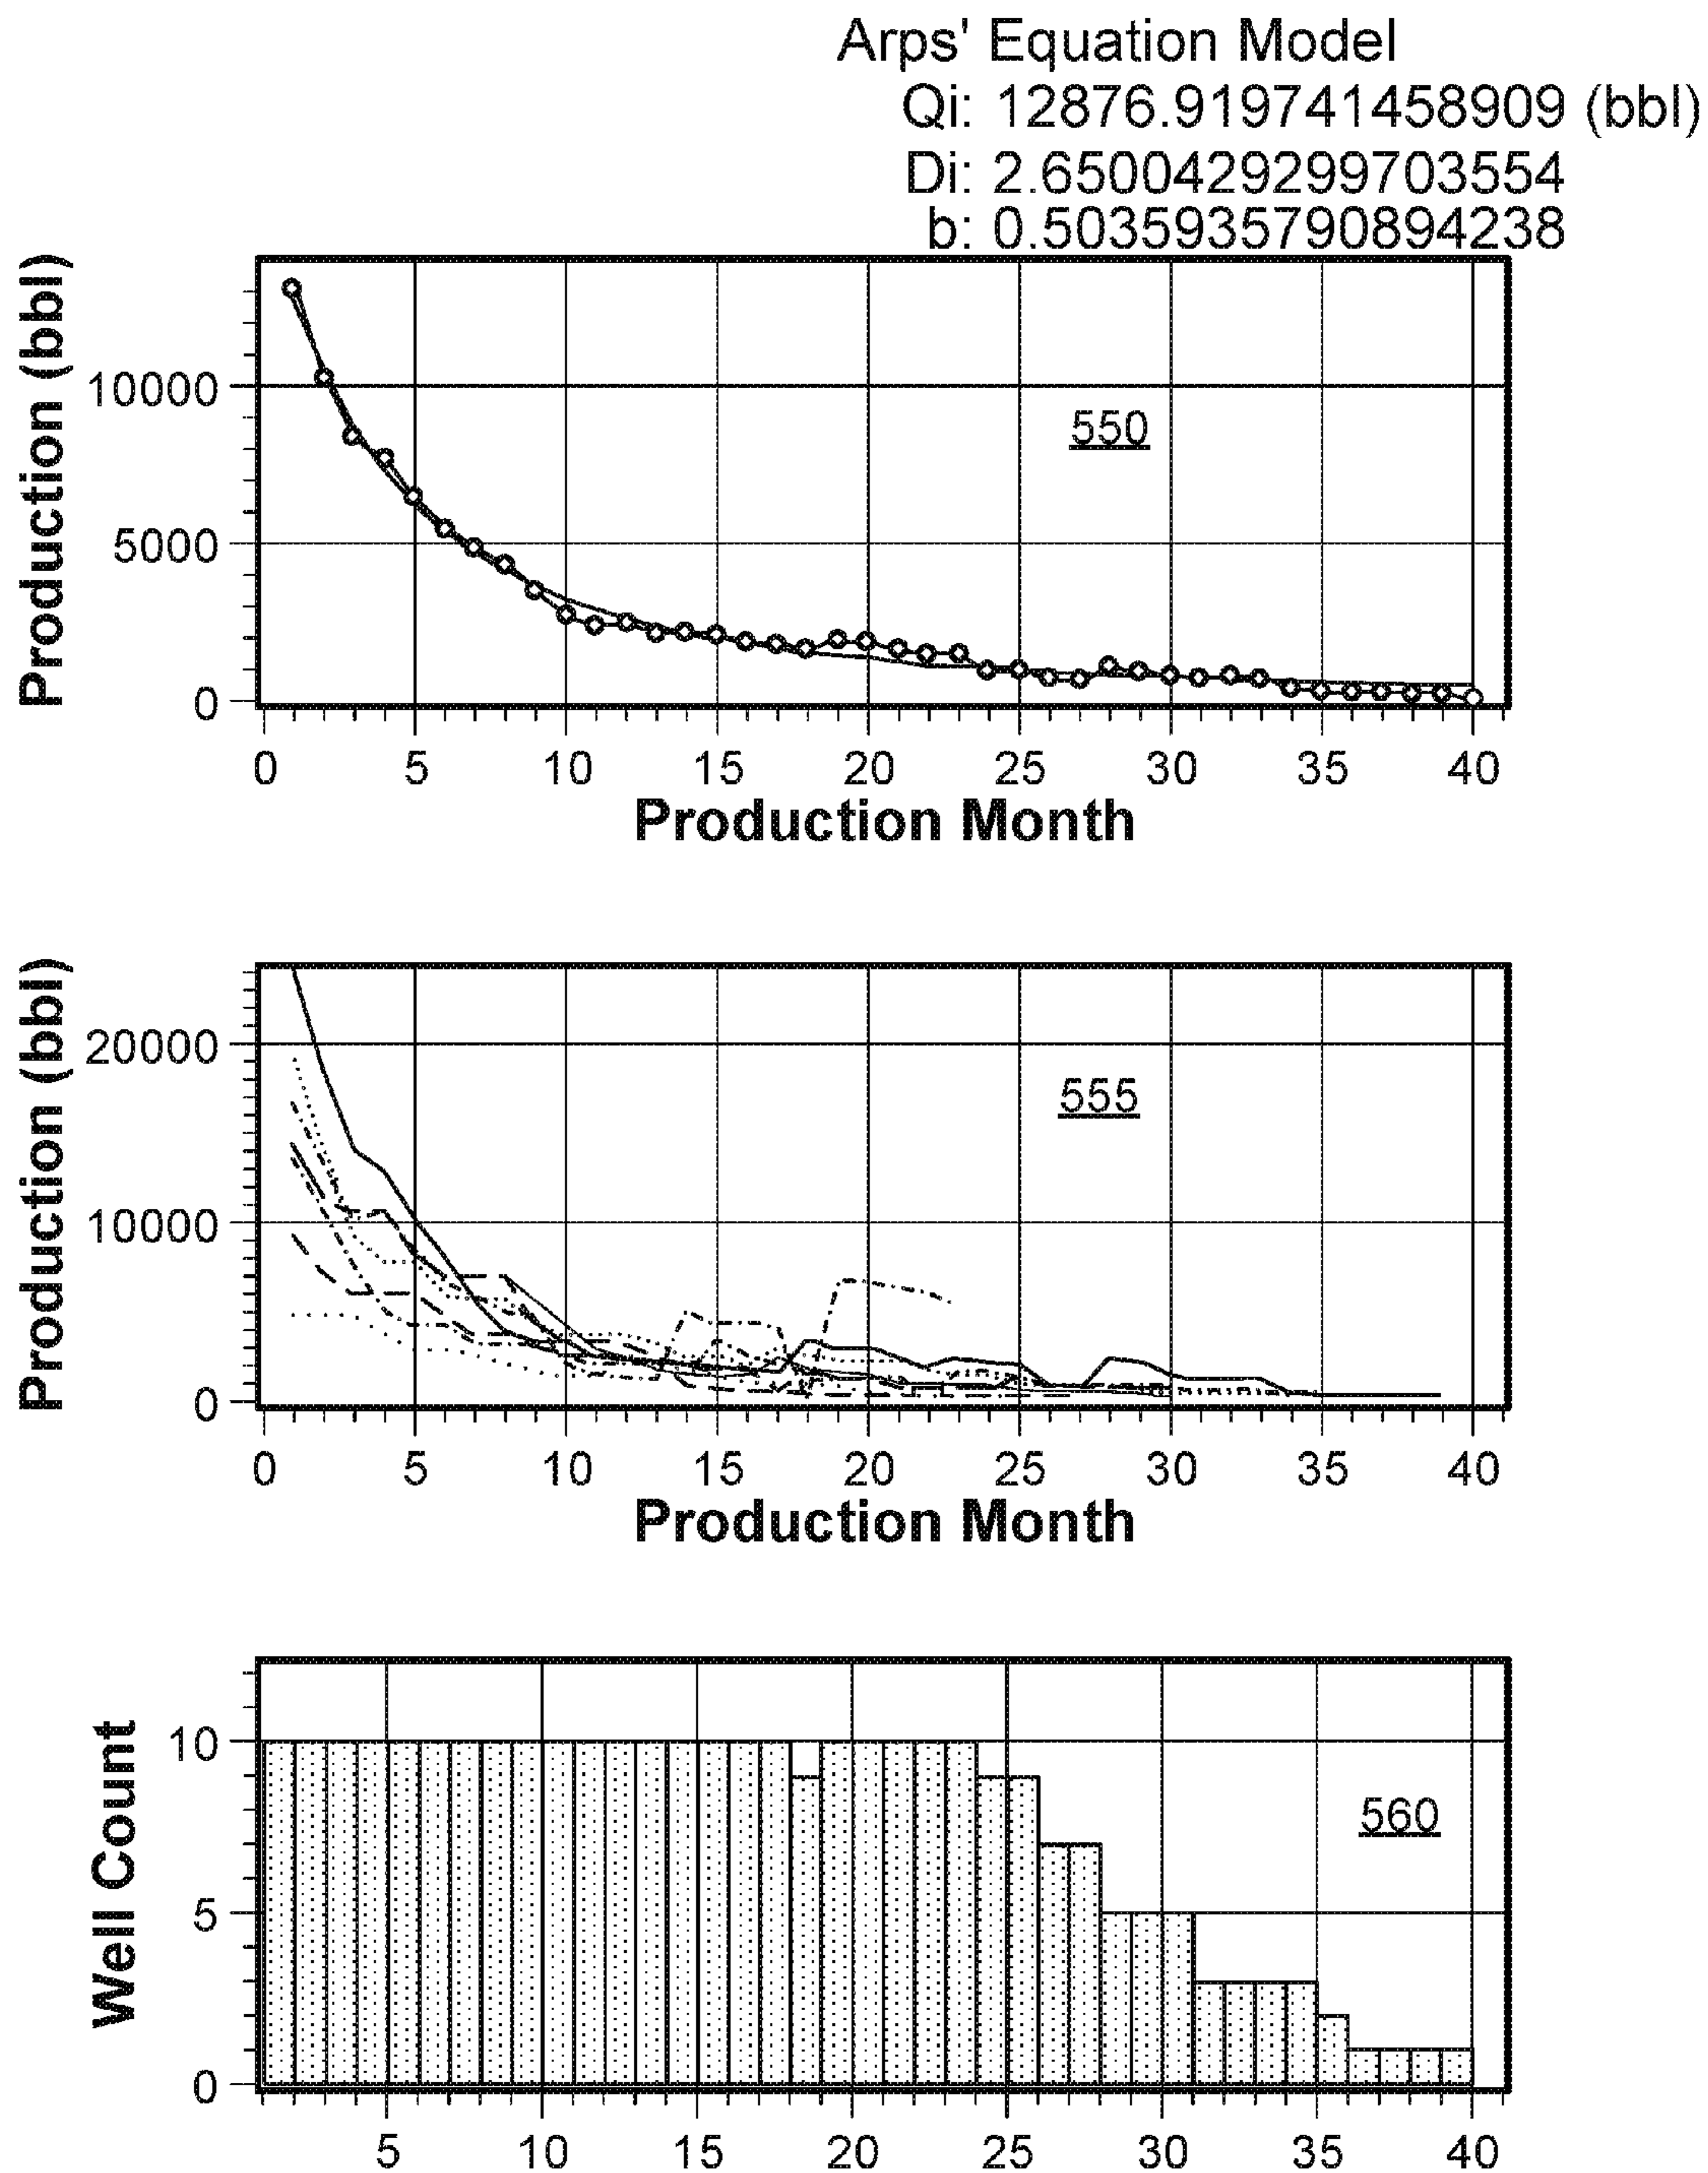 Arps' Equation Model
Qi: 12876.919741458909 (bbl)
Di: 2.6500429299703554
b: 0.5035935790894238
Production (bbl)
10000
5000
0
550
0 5 10 15 20 25 30 35 40
Production Month
Production (bbl)
20000
10000
0
555
0 5 10 15 20 25 30 35 40
Production Month
Well Count
10
5
0
560
5 10 15 20 25 30 35 40